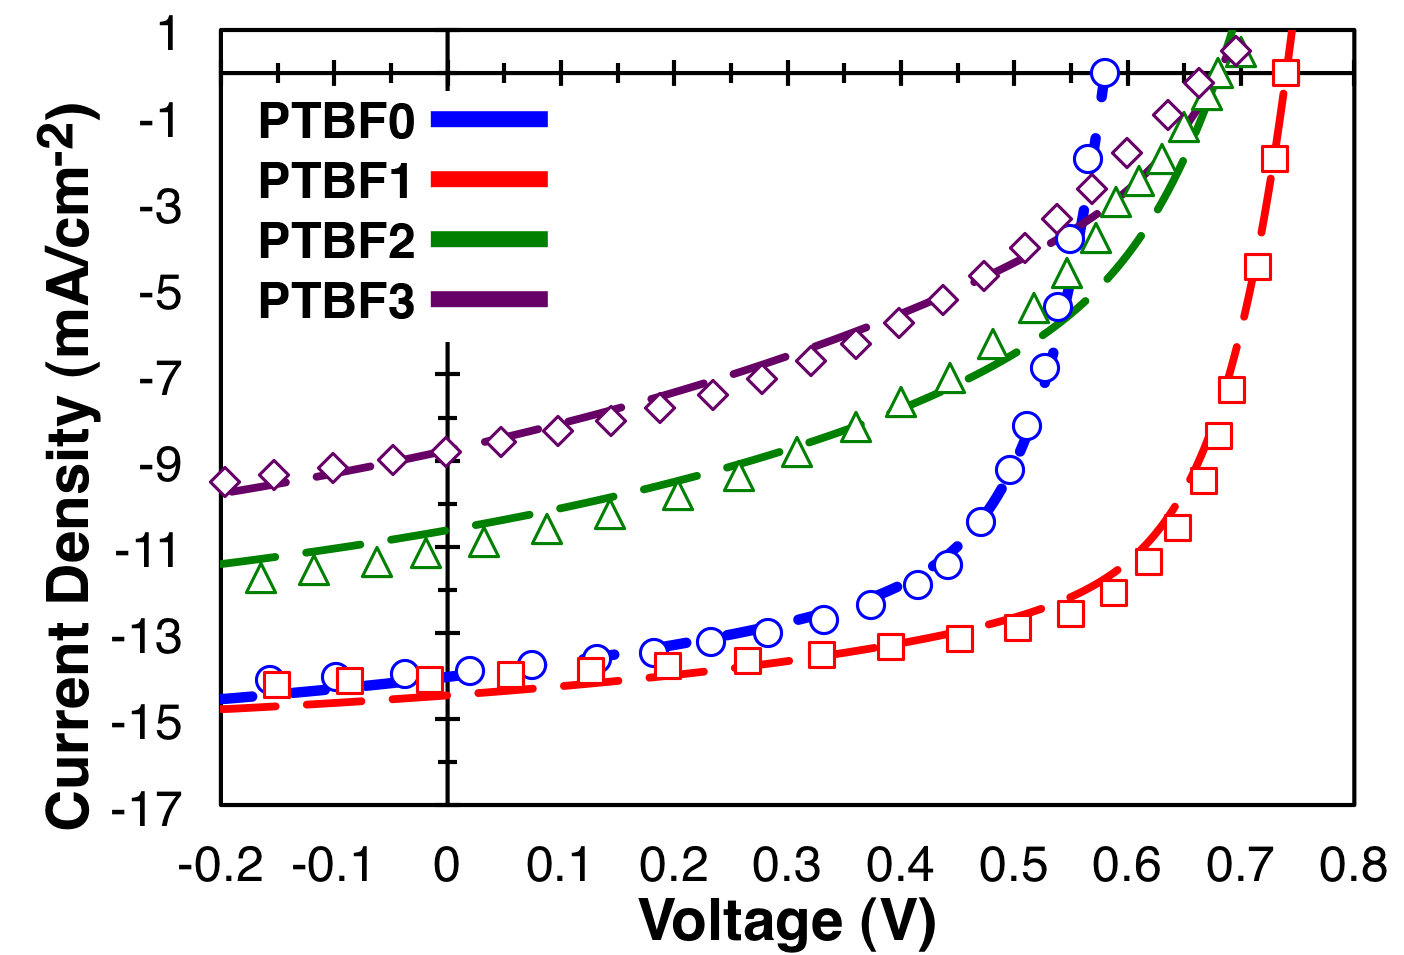 1
-1
-3
-5
-7
-9
-11
-13
-15
-17
Current Density (mA/cm⁻²)
PTBF0
PTBF1
PTBF2
PTBF3
-0.2 -0.1 0 0.1 0.2 0.3 0.4 0.5 0.6 0.7 0.8
Voltage (V)